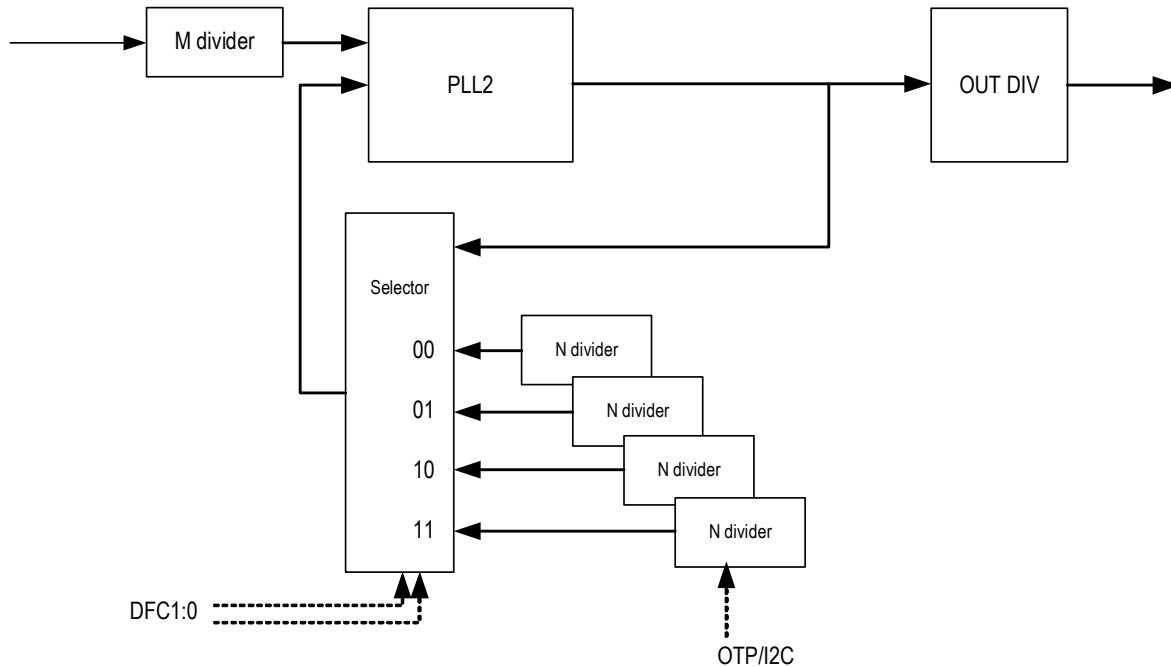 M divider
PLL2
OUT DIV
Selector
00
N divider
01
N divider
10
N divider
11
N divider
DFC1:0
OTP/I2C